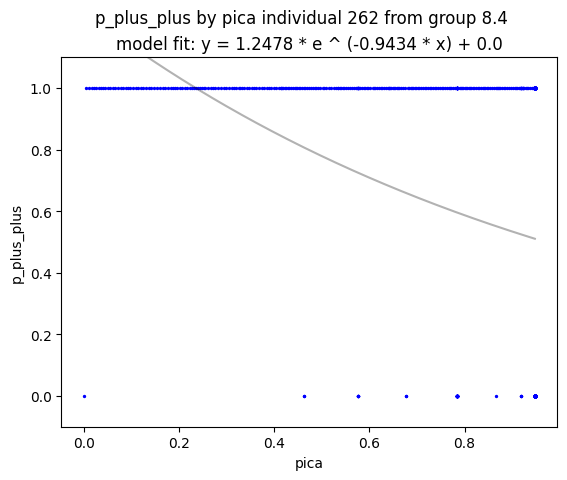 p_plus_plus by pica individual 262 from group 8.4
model fit: y = 1.2478 * e ^ (-0.9434 * x) + 0.0
1.0
0.8
0.6
0.4
0.2
0.0
p_plus_plus
0.0 0.2 0.4 0.6 0.8
pica